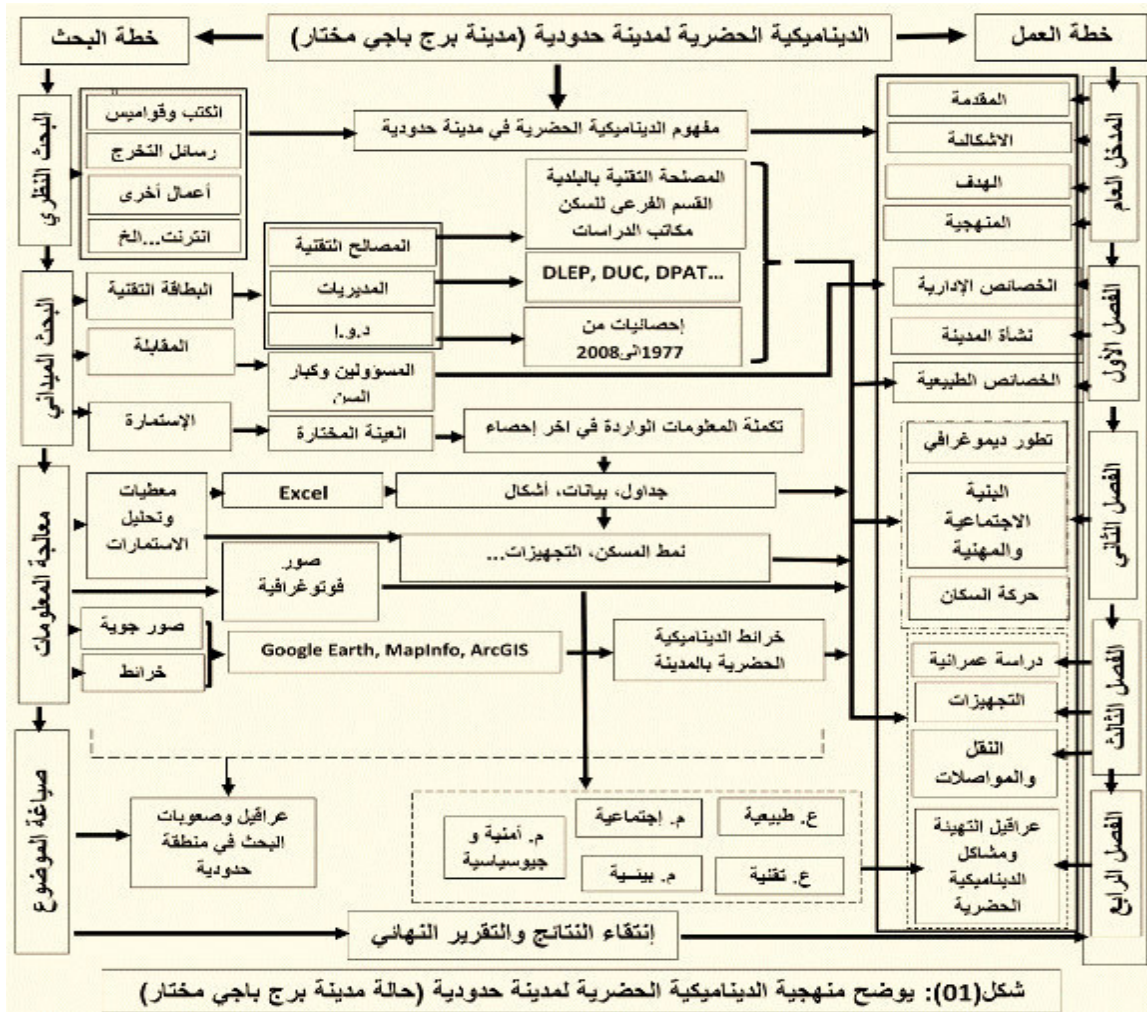 خطة العمل
الديناميكية الحضرية لمدينة حدودية (مدينة برج باجي مختار)
خطة البحث
المدخل العام
المقدمة
الاشكالية
الهدف
المنهجية
الفصل الأول
الخصائص الإدارية
نشأة المدينة
الخصائص الطبيعية
الفصل الثاني
تطور ديموغرافي
البنية
الاجتماعية
والمهنية
حركة السكان
الفصل الثالث
دراسة عمرانية
التجهيزات
النقل
والمواصلات
الفصل الرابع
عراقيل التهيئة
ومشاكل
الديناميكية
الحضرية
البحث النظري
الكتب وقواميس
رسائل التخرج
أعمال أخرى
انترنت...الخ
مفهوم الديناميكية الحضرية في مدينة حدودية
البحث الميداني
البطاقة التقنية
المصالح التقنية
المديريات
د.و.إ
المصلحة التقنية بالبلدية
القسم الفرعي للسكن
مكاتب الدراسات
DLEP, DUC, DPAT...
إحصائيات من
1977الى2008
المقابلة
المسؤولين وكبار
السن
الإستمارة
العينة المختارة
تكملة المعلومات الواردة في اخر إحصاء
معالجة المعلومات
معطيات
وتحليل
الاستمارات
Excel
جداول، بيانات، أشكال
نمط المسكن، التجهيزات...
صور
فوتوغرافية
صور جوية
خرائط
Google Earth, MapInfo, ArcGIS
خرائط الديناميكية
الحضرية بالمدينة
صياغة الموضوع
عراقيل وصعوبات
البحث في منطقة
حدودية
ع. طبيعية
م. إجتماعية
م. أمنية و
جيوسياسية
ع. تقنية
م. بيئية
إنتقاء النتائج والتقرير النهائي
شكل(01): يوضح منهجية الديناميكية الحضرية لمدينة حدودية (حالة مدينة برج باجي مختار)